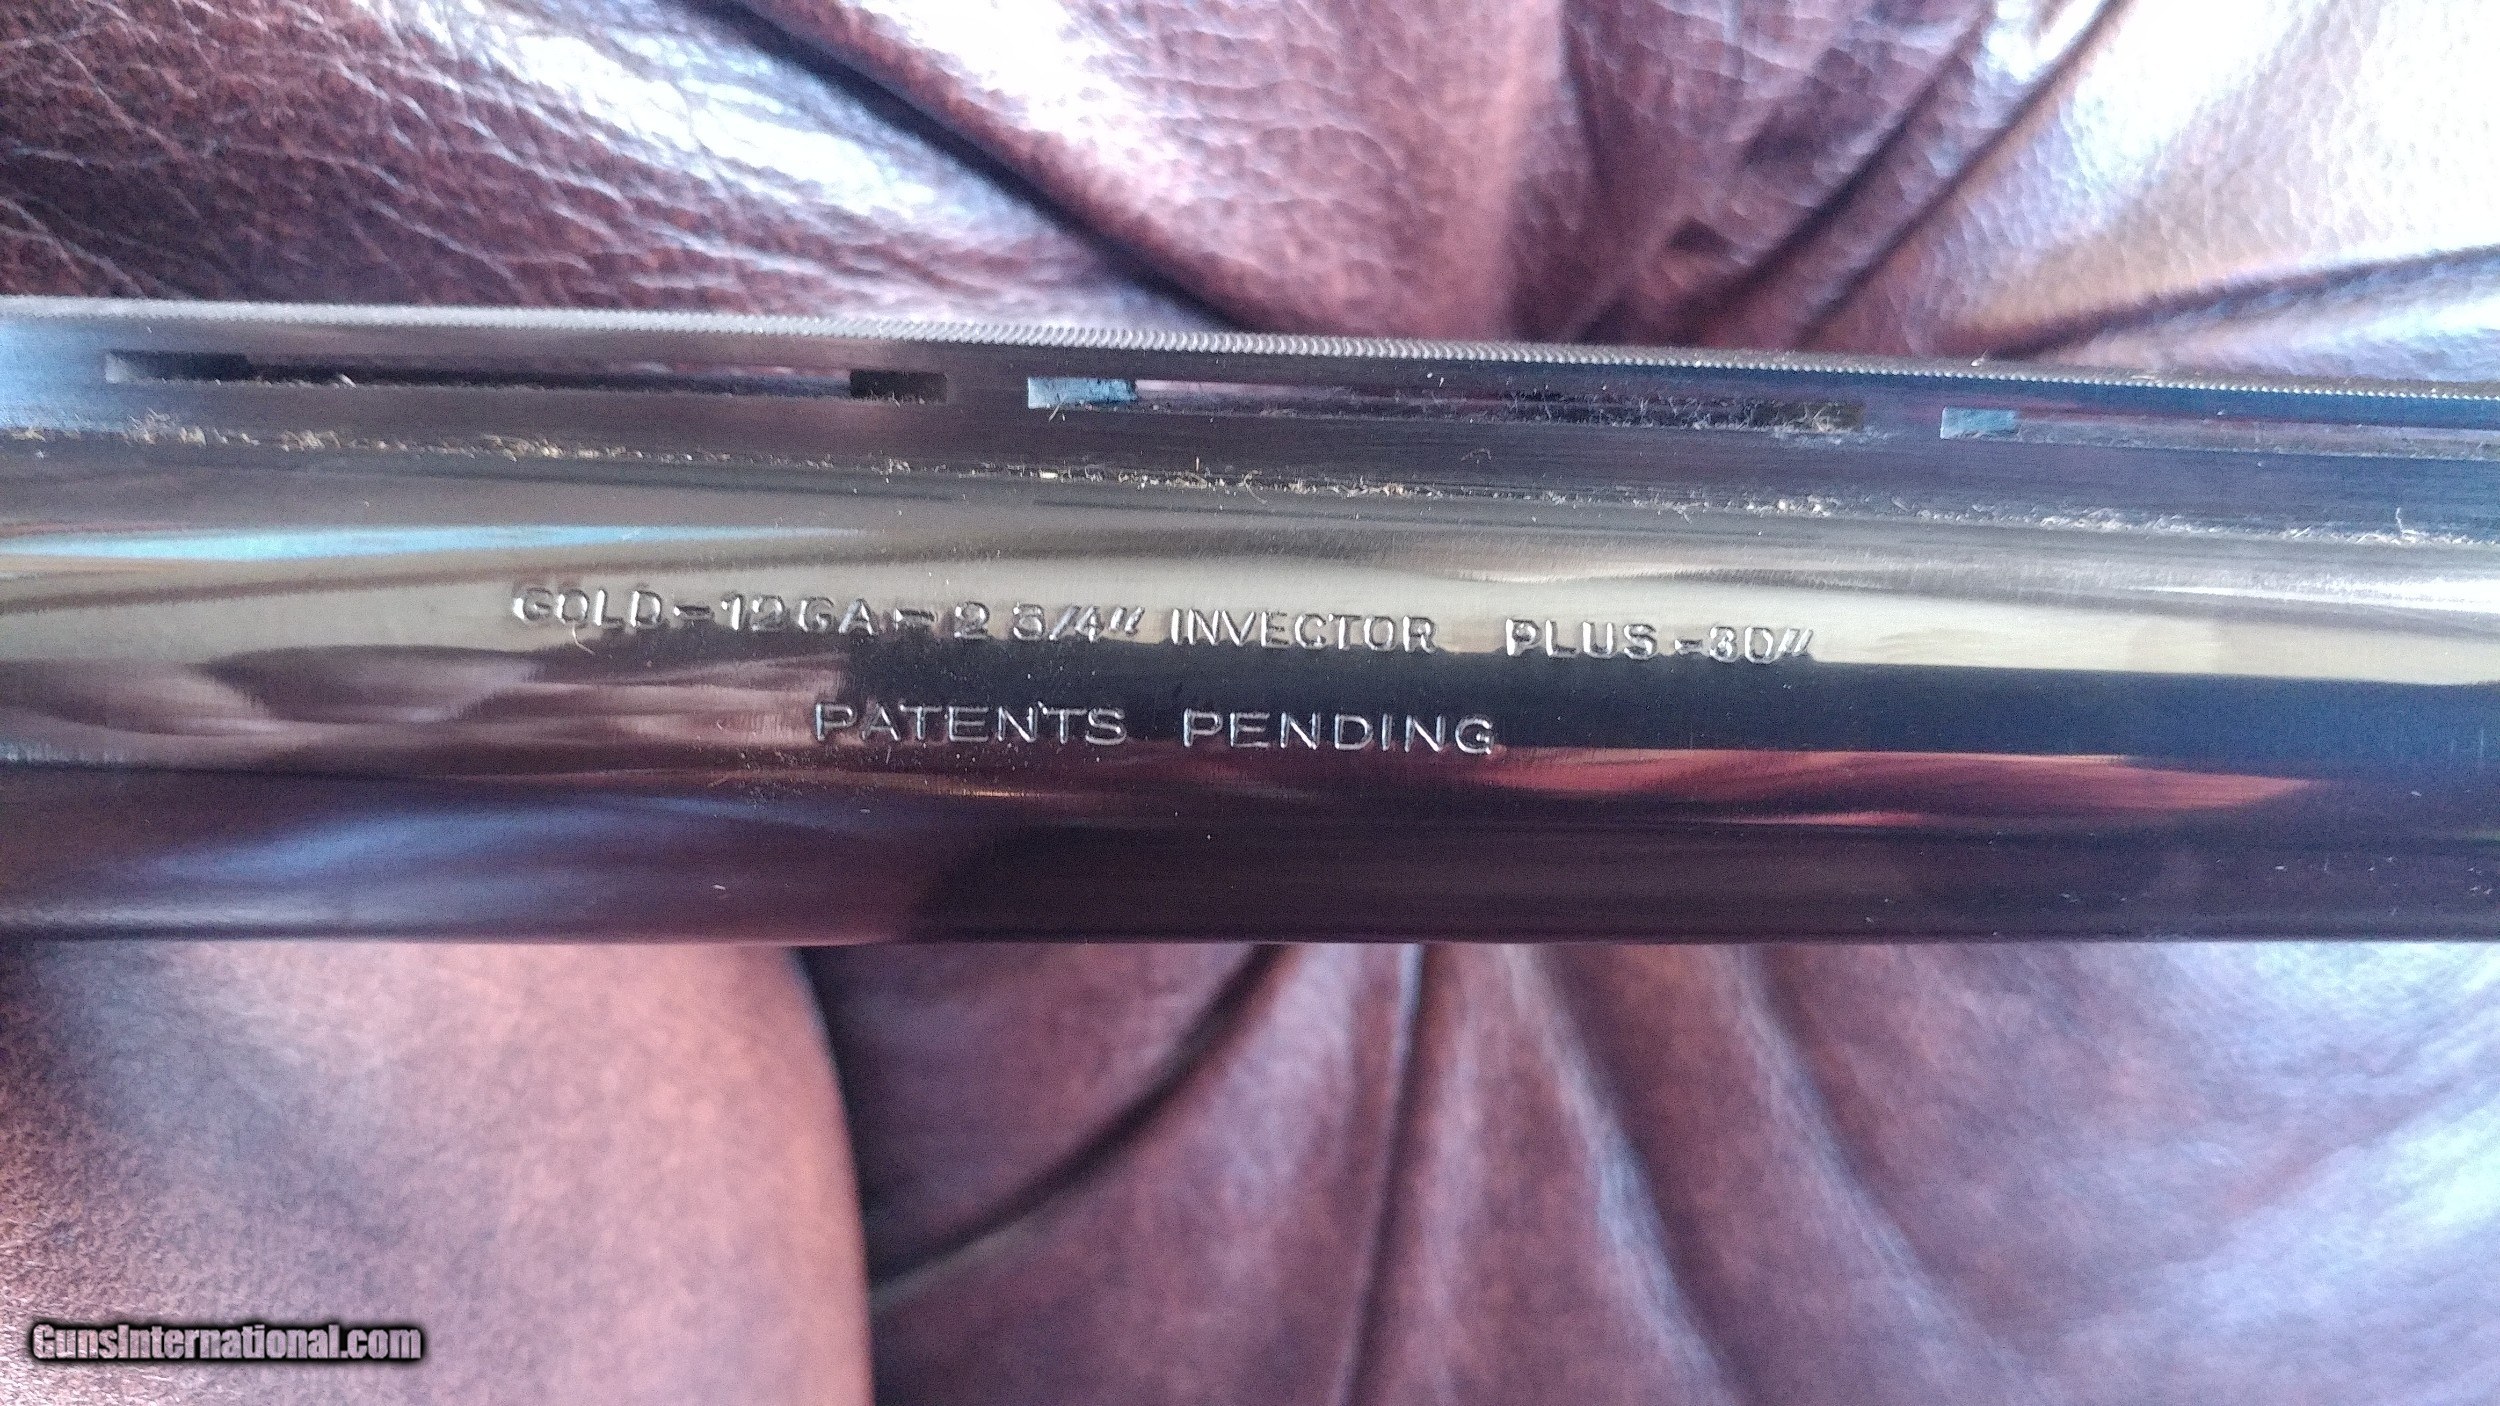 GOLD-12GA-2 3/4" INVECTOR PLUS-30"
PATENTS PENDING
GunsInternational.com